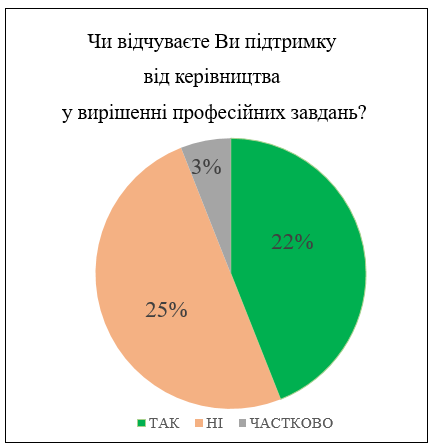 Чи відчуваєте Ви підтримку
від керівництва
у вирішенні професійних завдань?
3%
22%
25%
ТАК НІ ЧАСТКОВО